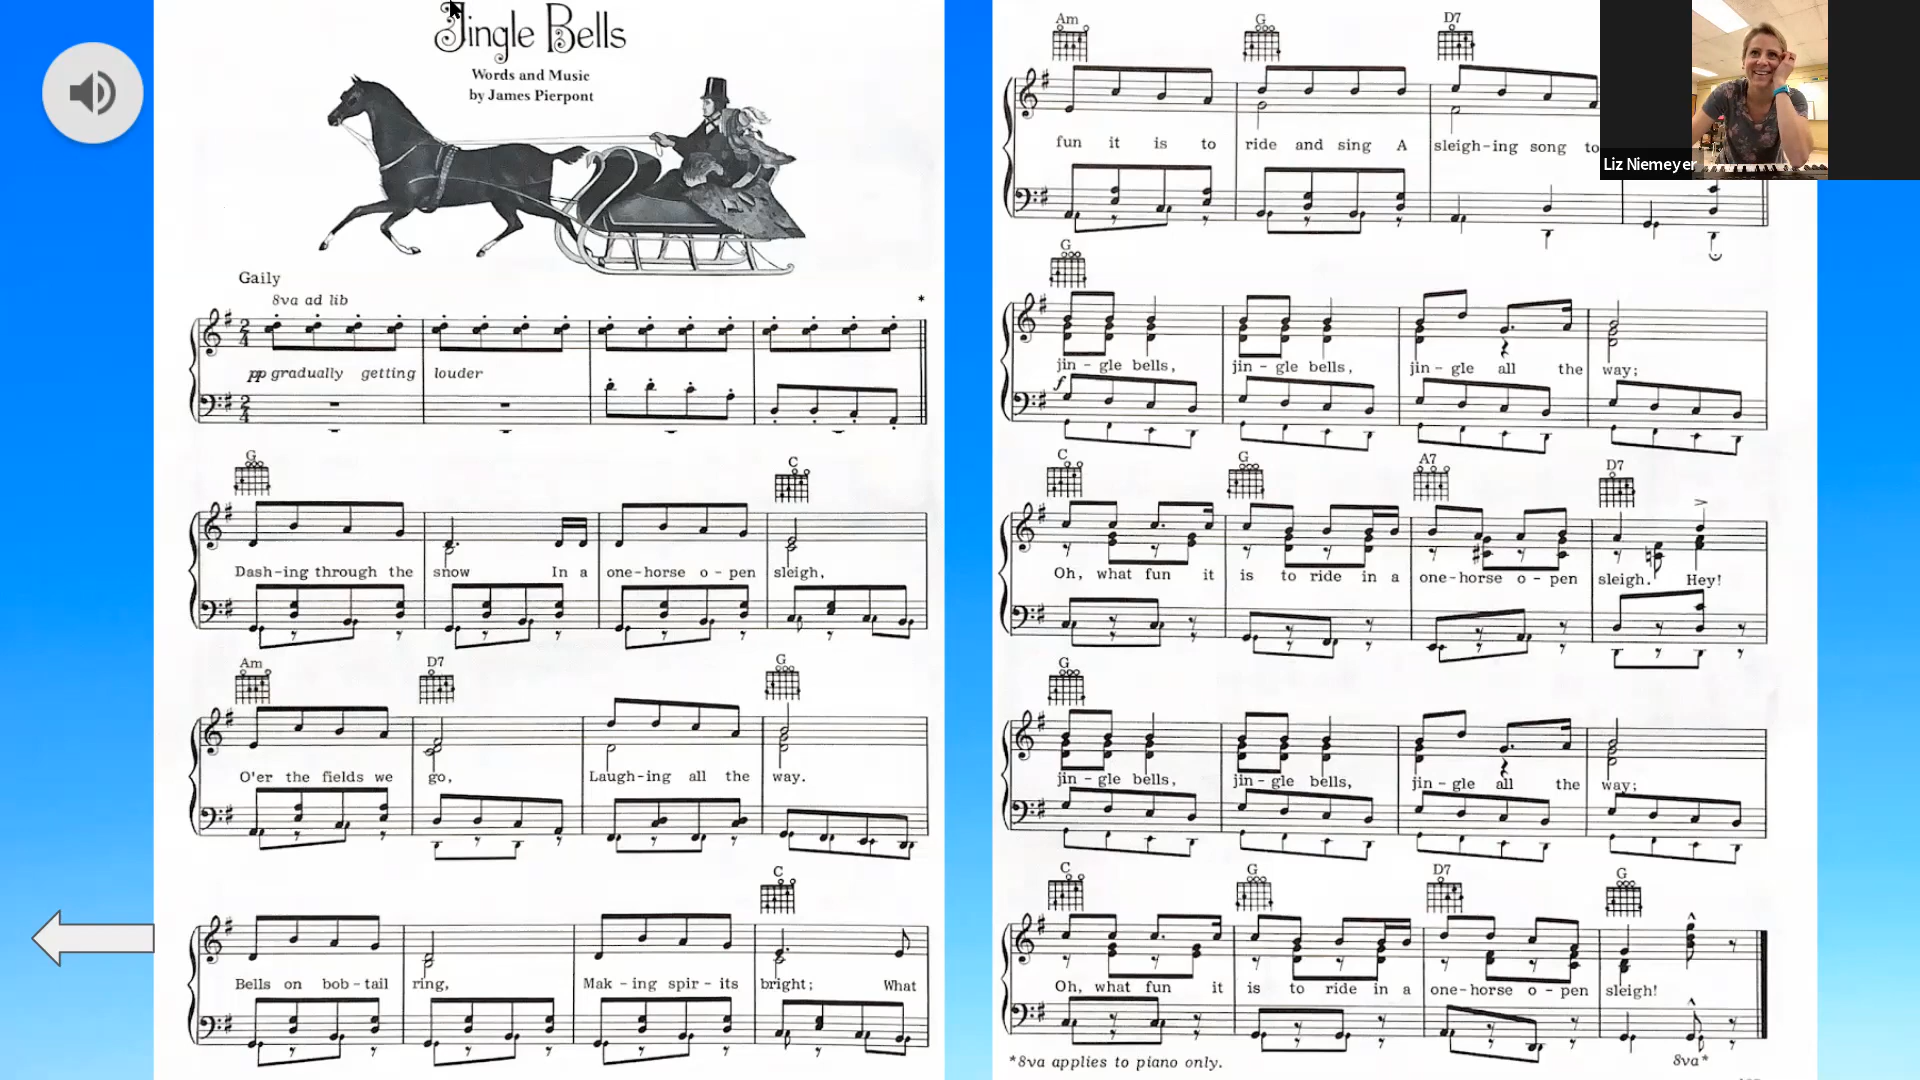 Jingle Bells
Words and Music
by James Pierpont
Gaily
8va ad lib
*
2 4
pp gradually getting louder
2 4
G C
Dash-ing through the snow In a one-horse o-pen sleigh,
Am D7 G
O'er the fields we go, Laugh-ing all the way.
C
Bells on bob-tail ring, Mak-ing spir-its bright; What
Am G D7
fun it is to ride and sing A sleigh-ing song to
G
jin-gle bells, jin-gle bells, jin-gle all the way;
f
C G A7 D7
Oh, what fun it is to ride in a one-horse o-pen sleigh. Hey!
G
jin-gle bells, jin-gle bells, jin-gle all the way;
C G D7 G
Oh, what fun it is to ride in a one-horse o-pen sleigh!
*8va applies to piano only. 8va*
Liz Niemeyer